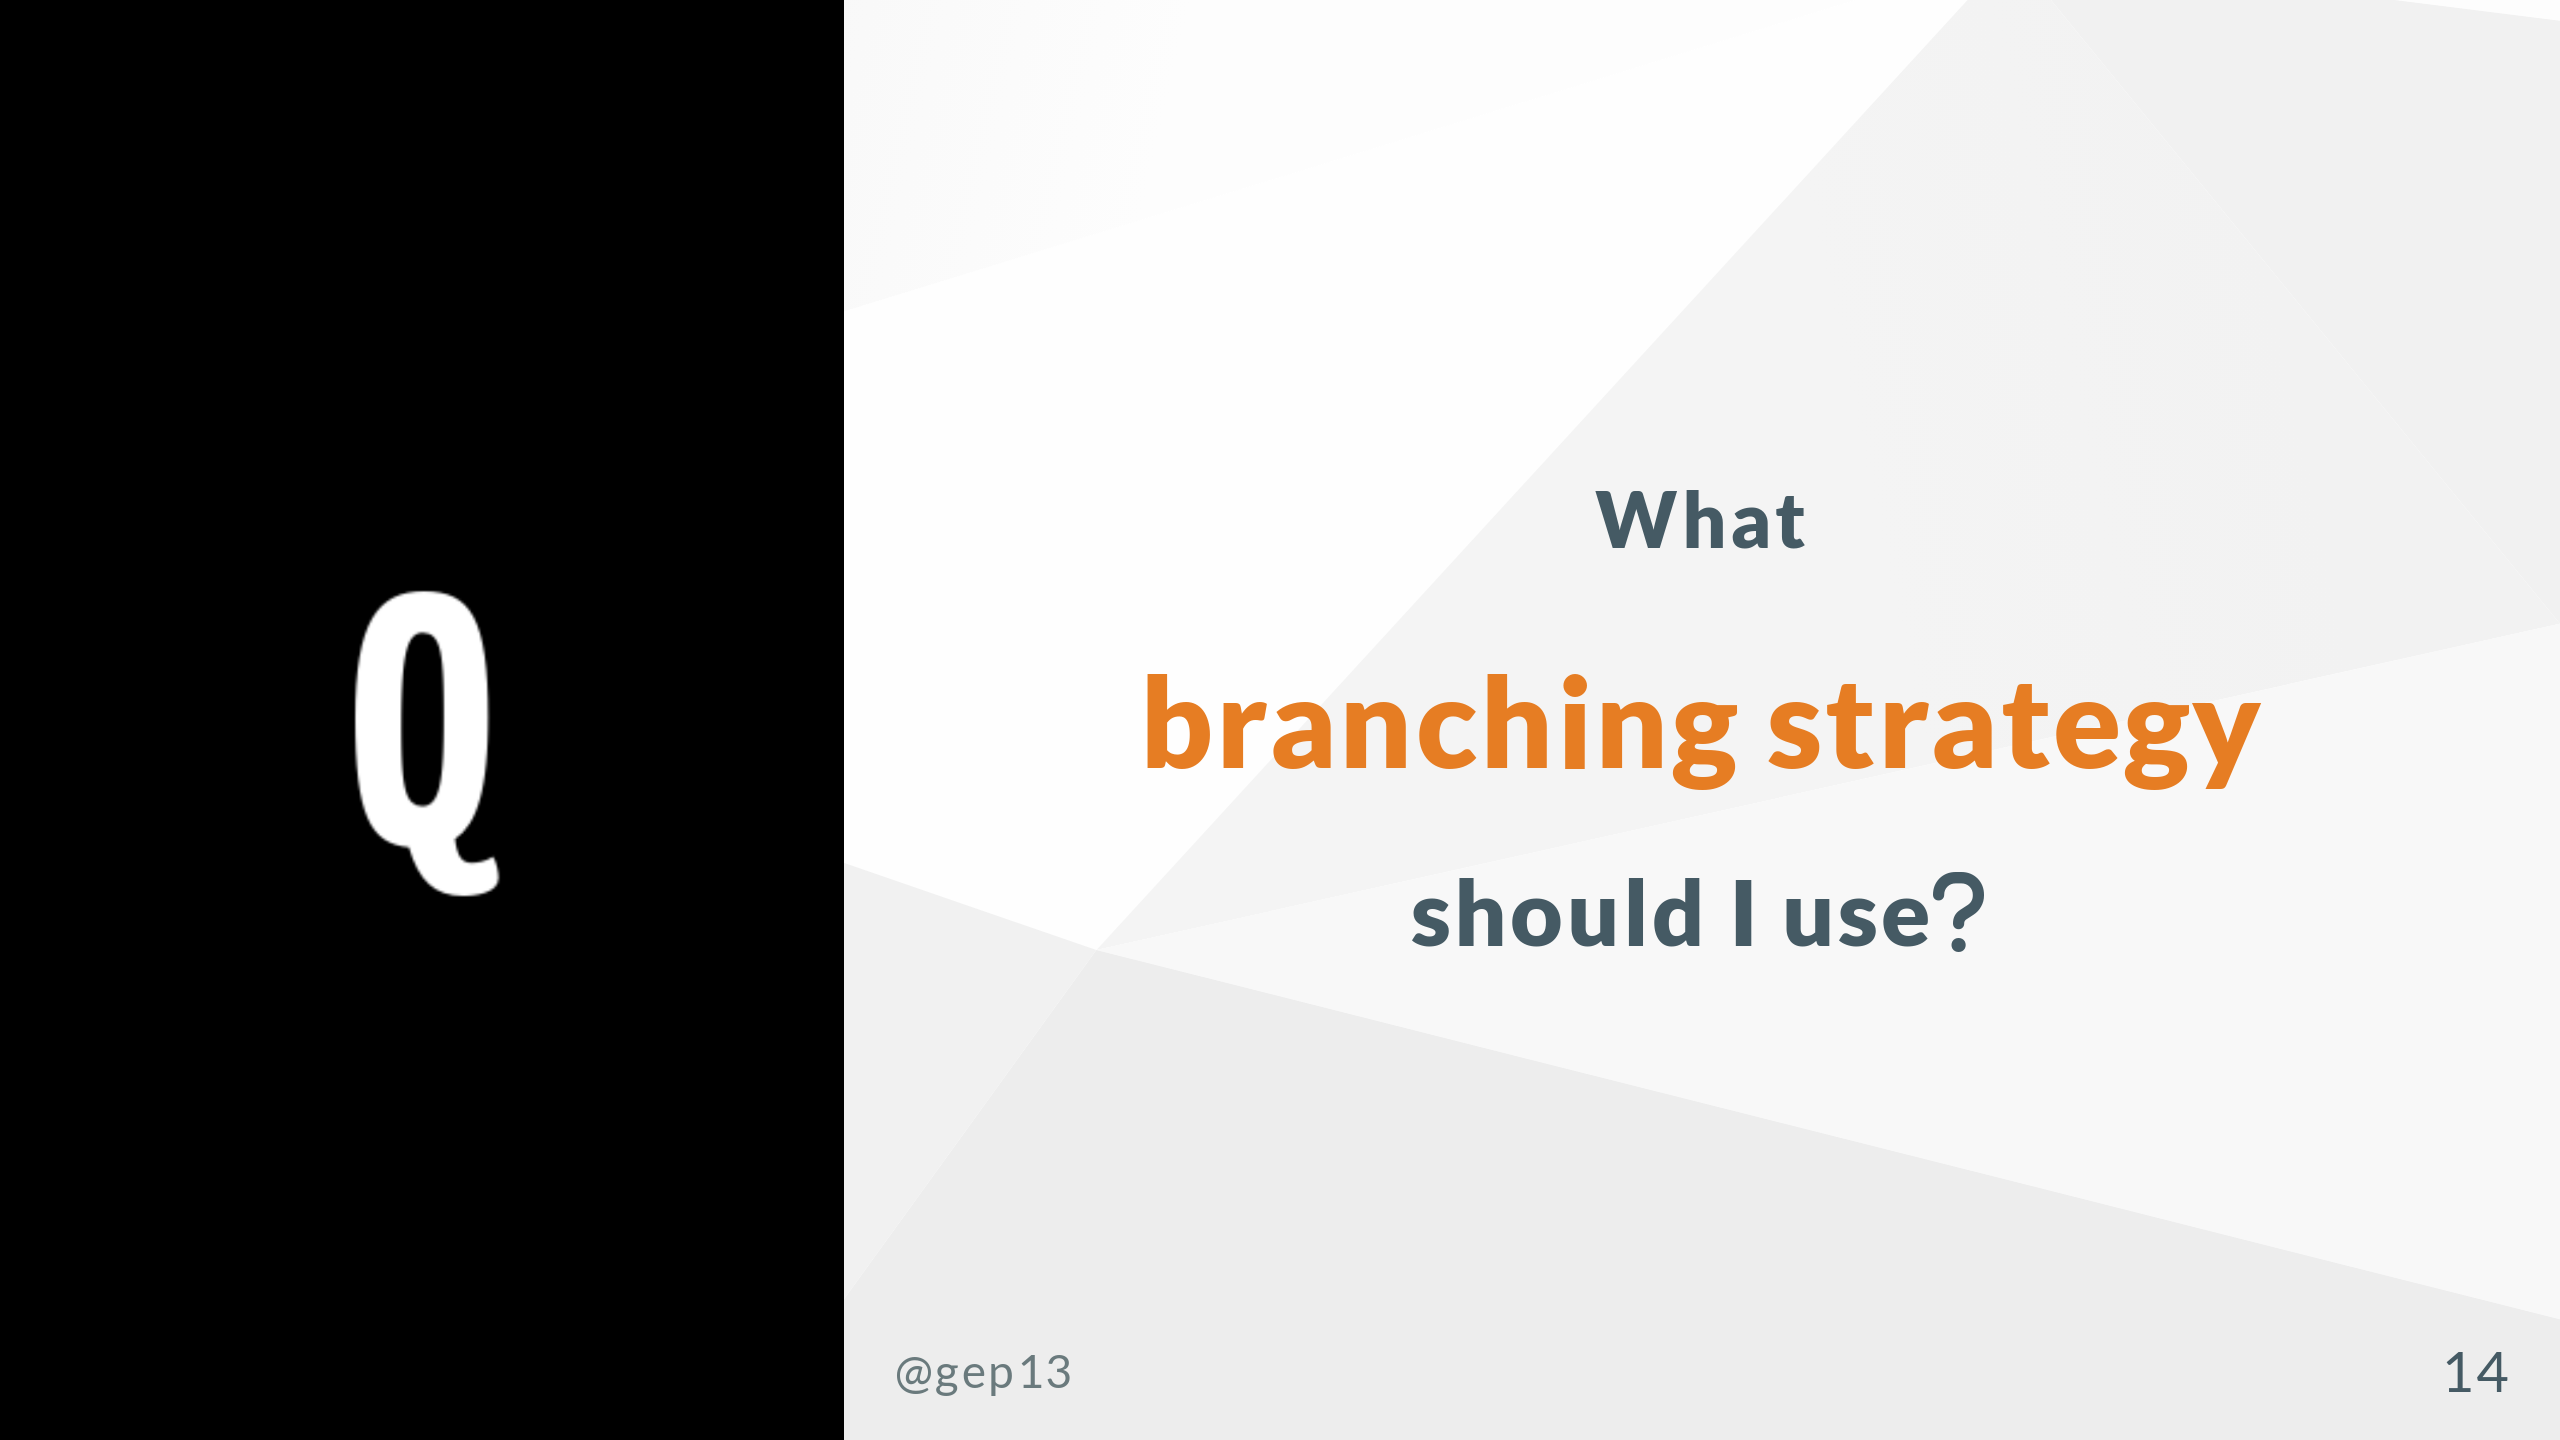 Q
What
branching strategy
should I use?
@gep13
14